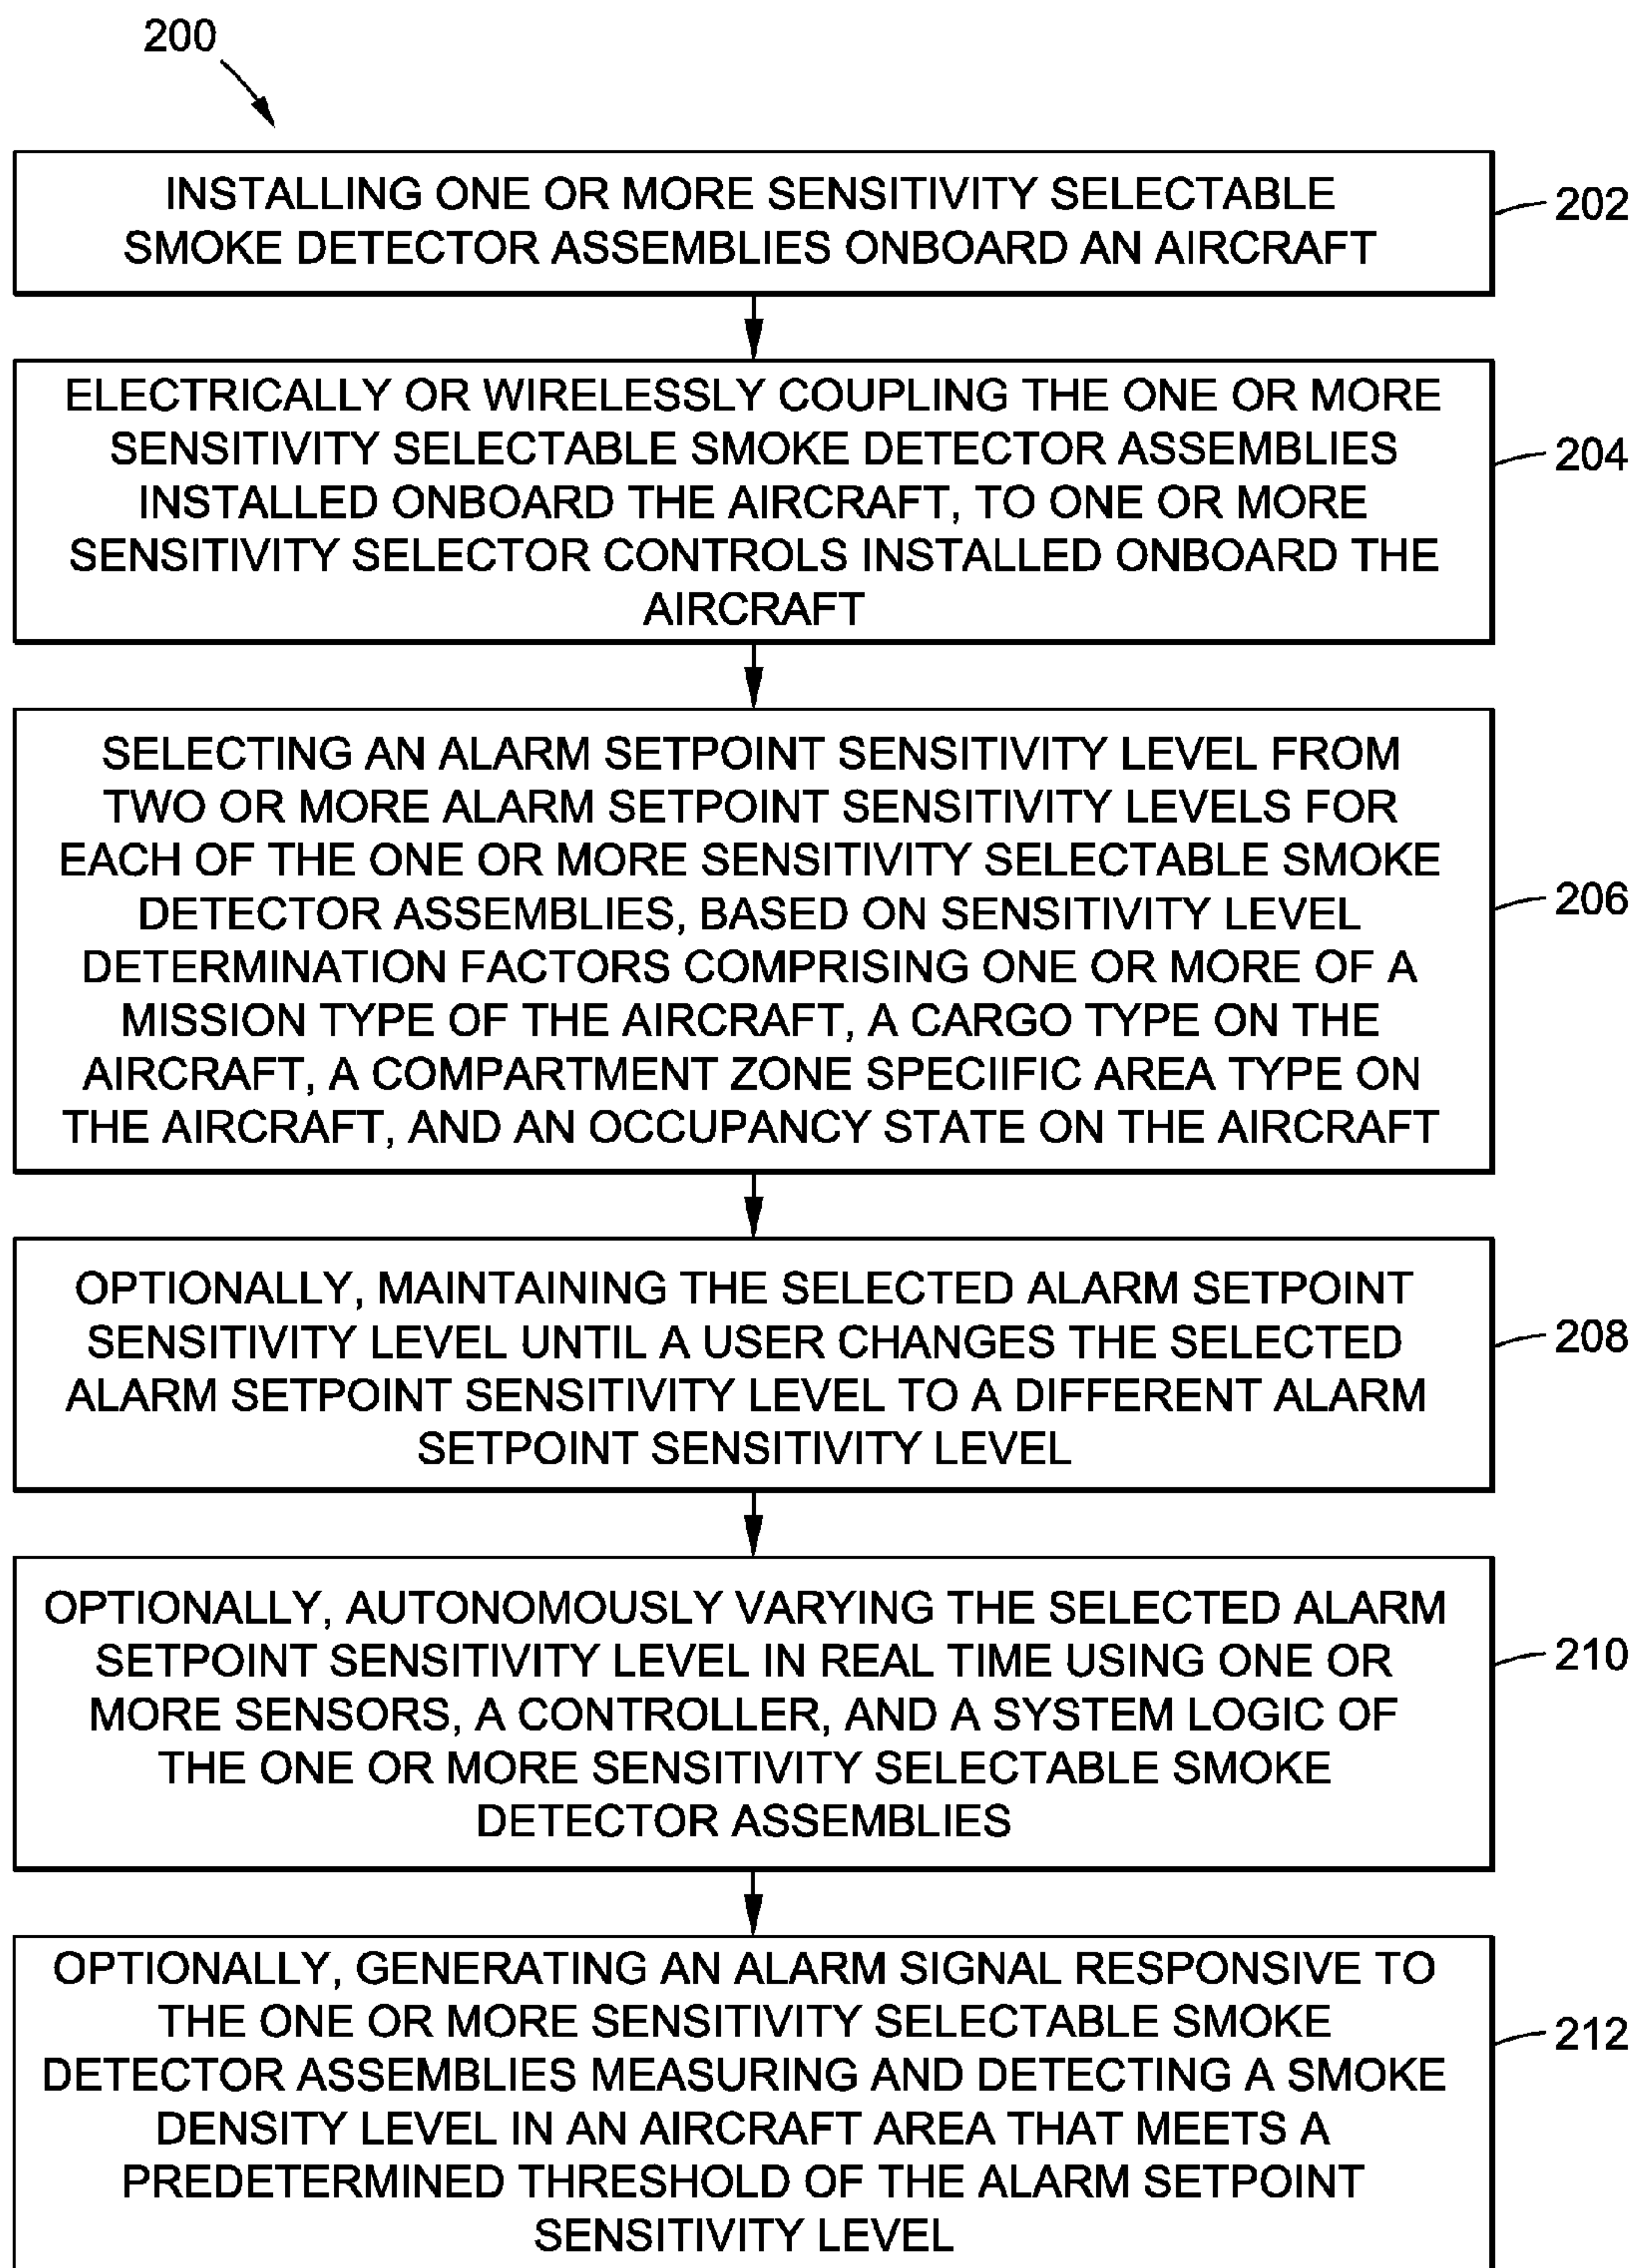 200
INSTALLING ONE OR MORE SENSITIVITY SELECTABLE
SMOKE DETECTOR ASSEMBLIES ONBOARD AN AIRCRAFT
202
ELECTRICALLY OR WIRELESSLY COUPLING THE ONE OR MORE
SENSITIVITY SELECTABLE SMOKE DETECTOR ASSEMBLIES
INSTALLED ONBOARD THE AIRCRAFT, TO ONE OR MORE
SENSITIVITY SELECTOR CONTROLS INSTALLED ONBOARD THE
AIRCRAFT
204
SELECTING AN ALARM SETPOINT SENSITIVITY LEVEL FROM
TWO OR MORE ALARM SETPOINT SENSITIVITY LEVELS FOR
EACH OF THE ONE OR MORE SENSITIVITY SELECTABLE SMOKE
DETECTOR ASSEMBLIES, BASED ON SENSITIVITY LEVEL
DETERMINATION FACTORS COMPRISING ONE OR MORE OF A
MISSION TYPE OF THE AIRCRAFT, A CARGO TYPE ON THE
AIRCRAFT, A COMPARTMENT ZONE SPECIIFIC AREA TYPE ON
THE AIRCRAFT, AND AN OCCUPANCY STATE ON THE AIRCRAFT
206
OPTIONALLY, MAINTAINING THE SELECTED ALARM SETPOINT
SENSITIVITY LEVEL UNTIL A USER CHANGES THE SELECTED
ALARM SETPOINT SENSITIVITY LEVEL TO A DIFFERENT ALARM
SETPOINT SENSITIVITY LEVEL
208
OPTIONALLY, AUTONOMOUSLY VARYING THE SELECTED ALARM
SETPOINT SENSITIVITY LEVEL IN REAL TIME USING ONE OR
MORE SENSORS, A CONTROLLER, AND A SYSTEM LOGIC OF
THE ONE OR MORE SENSITIVITY SELECTABLE SMOKE
DETECTOR ASSEMBLIES
210
OPTIONALLY, GENERATING AN ALARM SIGNAL RESPONSIVE TO
THE ONE OR MORE SENSITIVITY SELECTABLE SMOKE
DETECTOR ASSEMBLIES MEASURING AND DETECTING A SMOKE
DENSITY LEVEL IN AN AIRCRAFT AREA THAT MEETS A
PREDETERMINED THRESHOLD OF THE ALARM SETPOINT
SENSITIVITY LEVEL
212